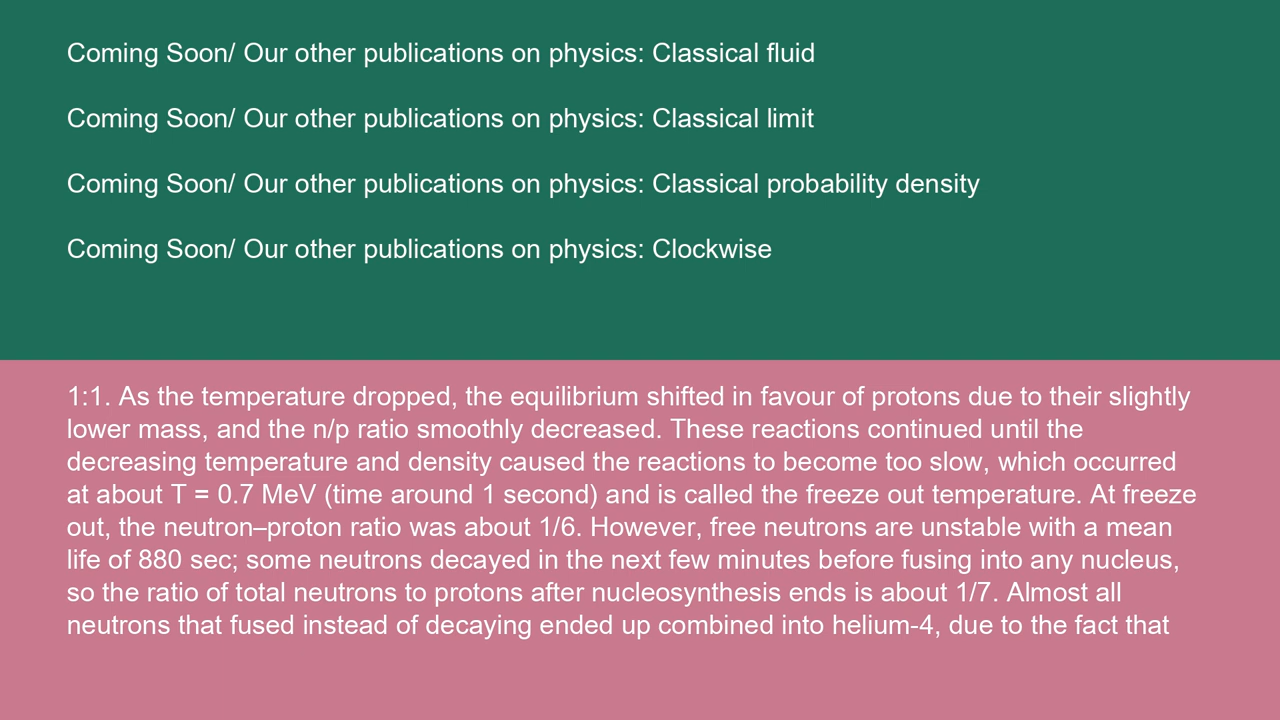 Coming Soon/ Our other publications on physics: Classical fluid
Coming Soon/ Our other publications on physics: Classical limit
Coming Soon/ Our other publications on physics: Classical probability density
Coming Soon/ Our other publications on physics: Clockwise
1:1. As the temperature dropped, the equilibrium shifted in favour of protons due to their slightly
lower mass, and the n/p ratio smoothly decreased. These reactions continued until the
decreasing temperature and density caused the reactions to become too slow, which occurred
at about T = 0.7 MeV (time around 1 second) and is called the freeze out temperature. At freeze
out, the neutron–proton ratio was about 1/6. However, free neutrons are unstable with a mean
life of 880 sec; some neutrons decayed in the next few minutes before fusing into any nucleus,
so the ratio of total neutrons to protons after nucleosynthesis ends is about 1/7. Almost all
neutrons that fused instead of decaying ended up combined into helium-4, due to the fact that